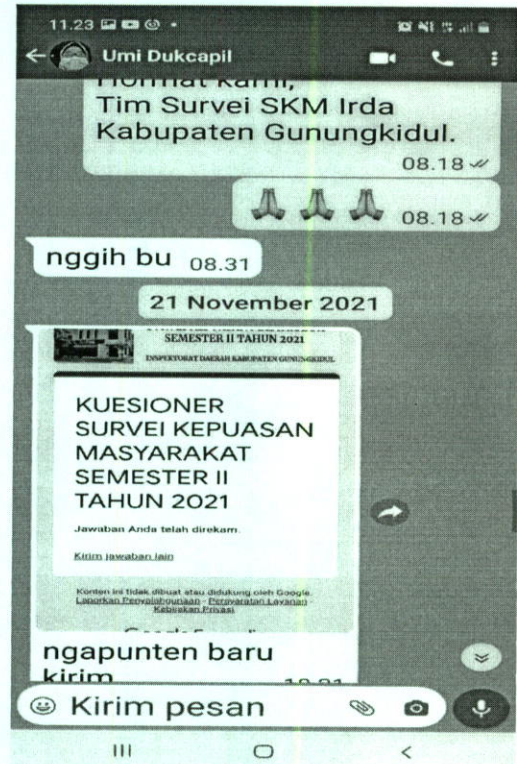 11.23
Umi Dukcapil
Hormat kami,
Tim Survei SKM Irda
Kabupaten Gunungkidul.
08.18
08.18
nggih bu 08.31
21 November 2021
SEMESTER II TAHUN 2021
INSPEKTORAT DAERAH KABUPATEN GUNUNGKIDUL
KUESIONER
SURVEI KEPUASAN
MASYARAKAT
SEMESTER II
TAHUN 2021
Jawaban Anda telah direkam.
Kirim jawaban lain
Konten ini tidak dibuat atau didukung oleh Google.
Laporkan Penyalahgunaan - Persyaratan Layanan -
Kebijakan Privasi
ngapunten baru
kirim
Kirim pesan